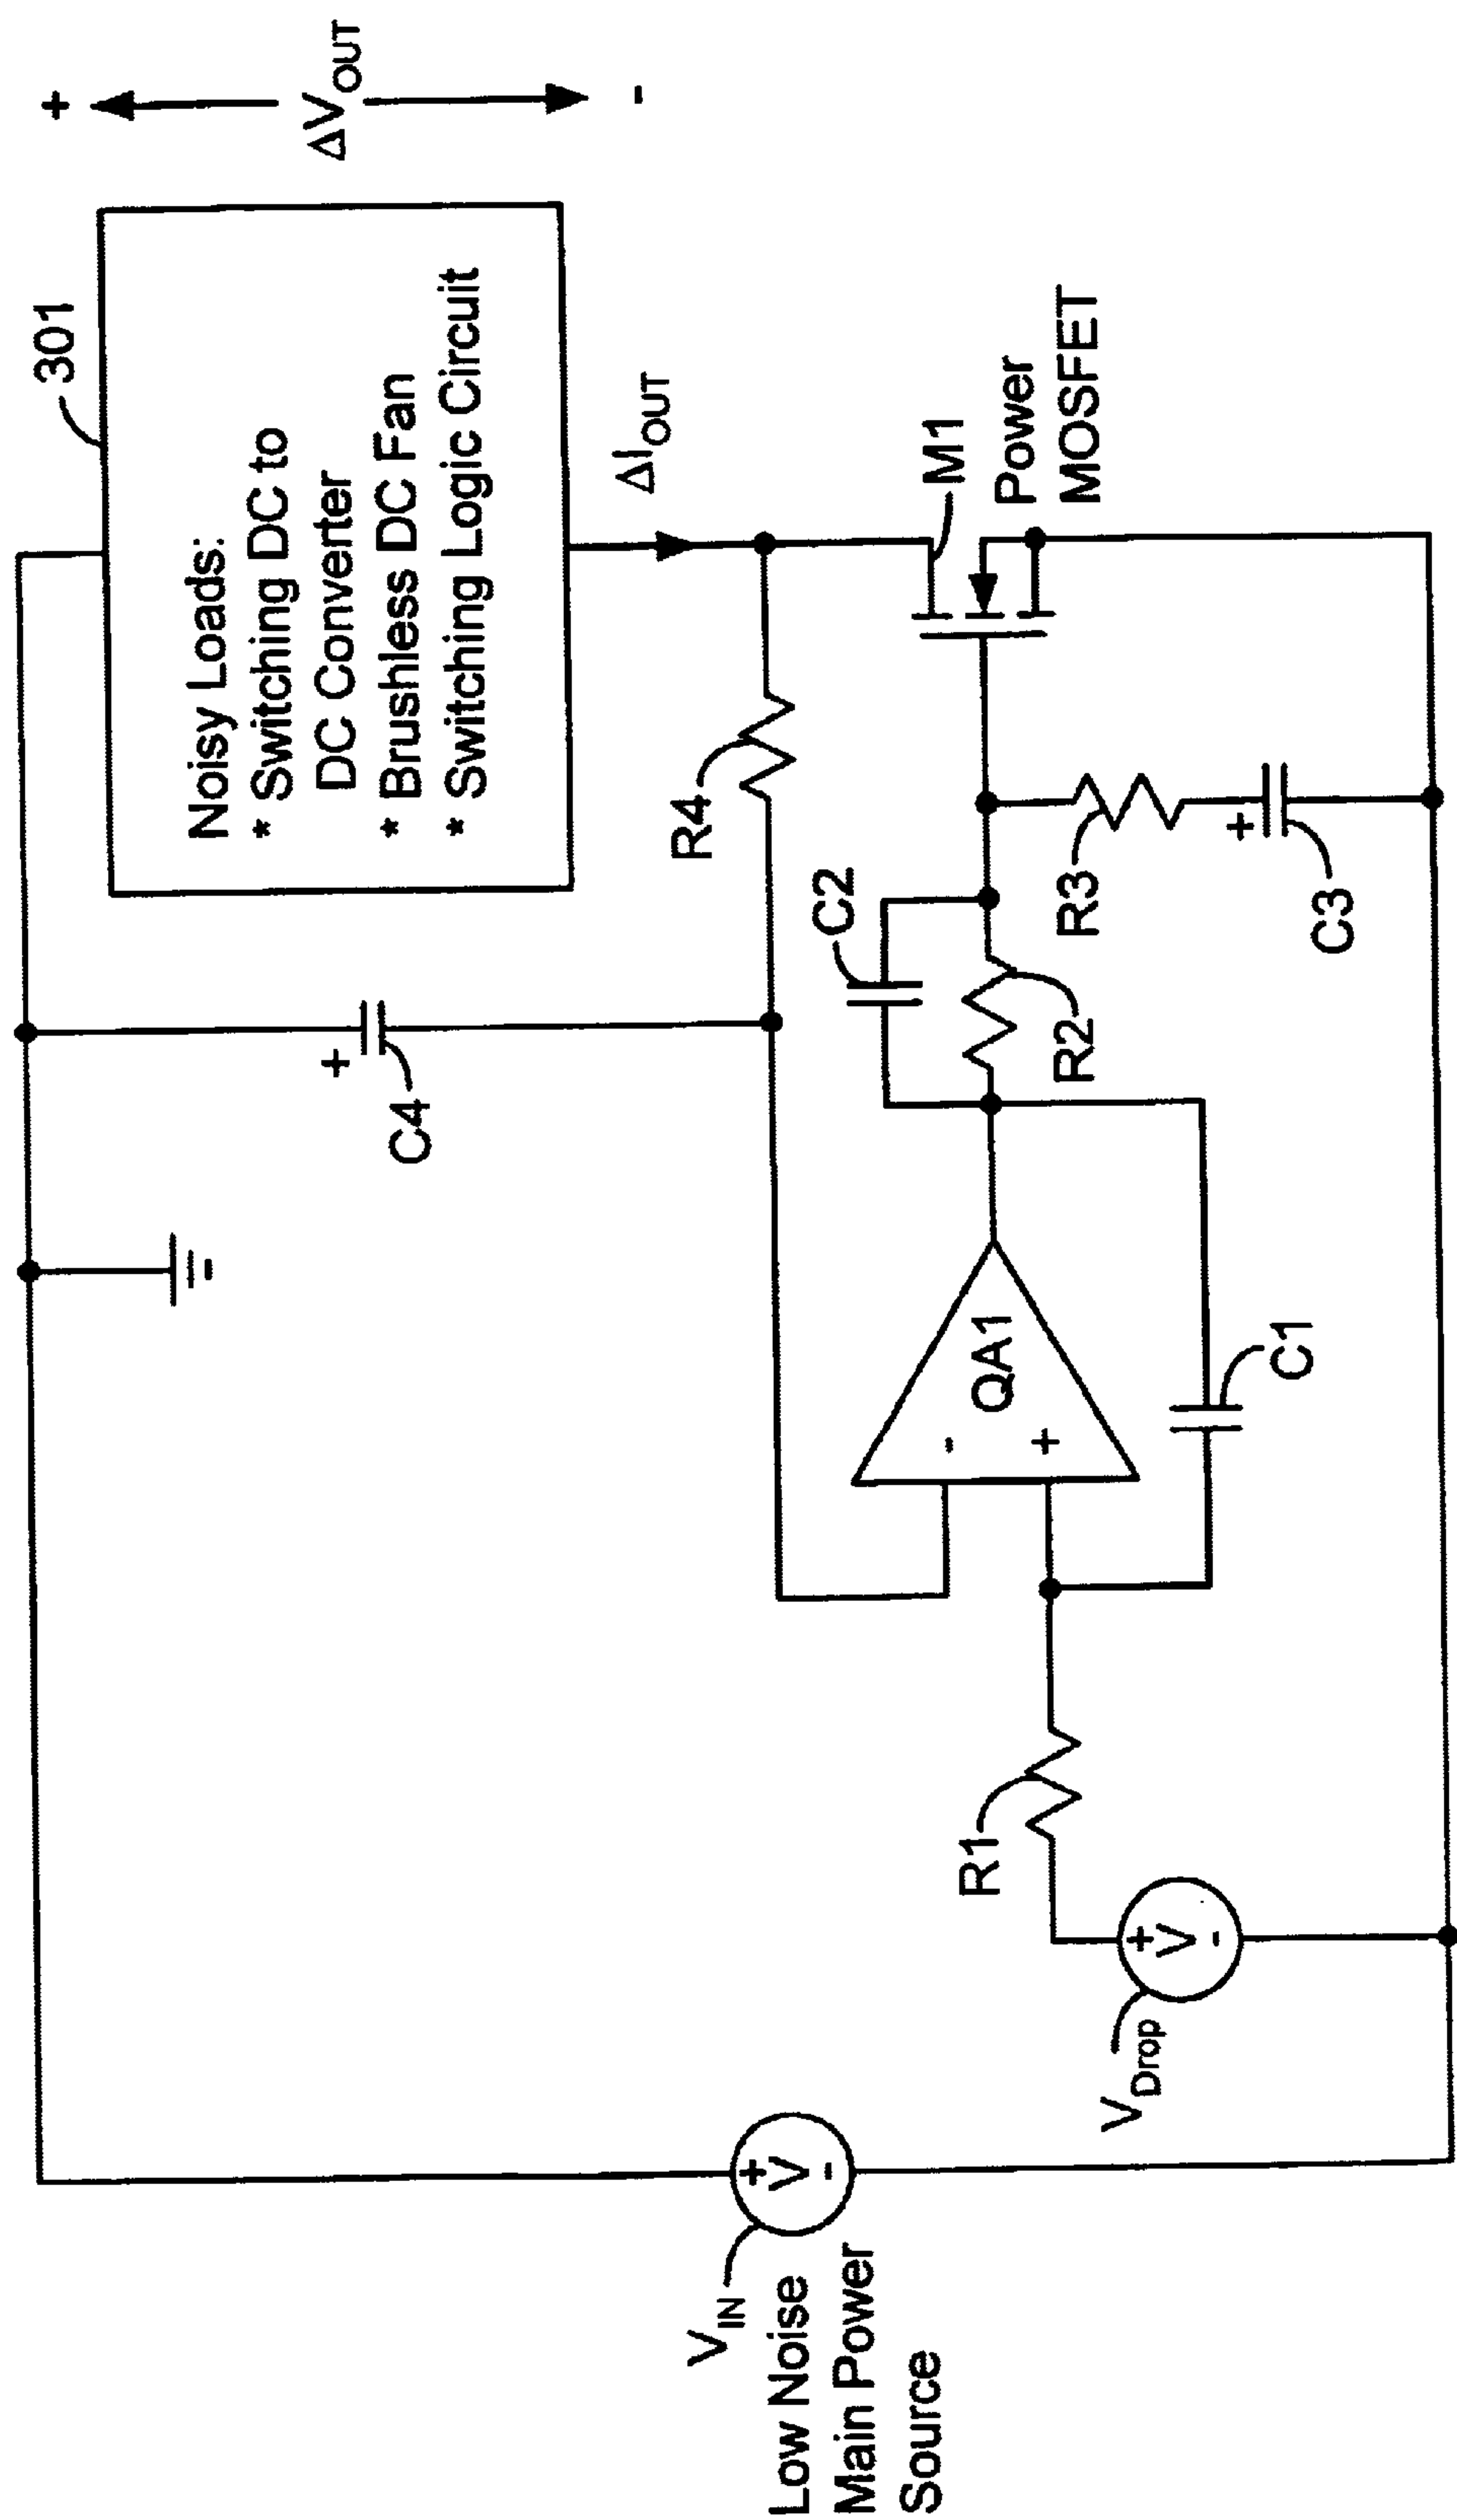 301
Noisy Loads:
* Switching DC to
DC Converter
* Brushless DC Fan
* Switching Logic Circuit
+
ΔVOUT
-
ΔIOUT
C4
+
R4
C2
M1
Power
MOSFET
R2
R3
+
C3
QA1
-
+
C1
R1
VIN
+
V
-
Low Noise
Main Power
Source
VDrop
+
V
-